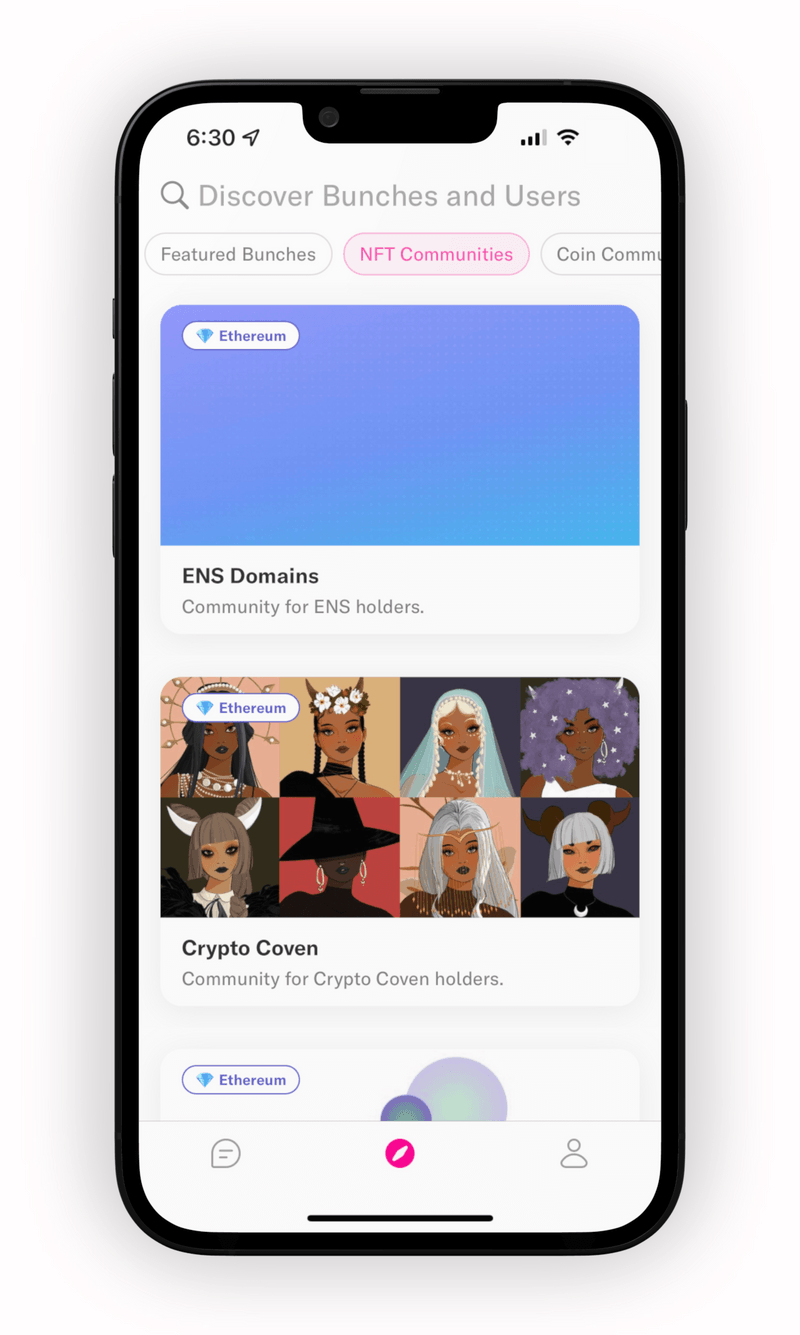 6:30
Discover Bunches and Users
Featured Bunches
NFT Communities
Coin Commu
Ethereum
ENS Domains
Community for ENS holders.
Ethereum
Crypto Coven
Community for Crypto Coven holders.
Ethereum